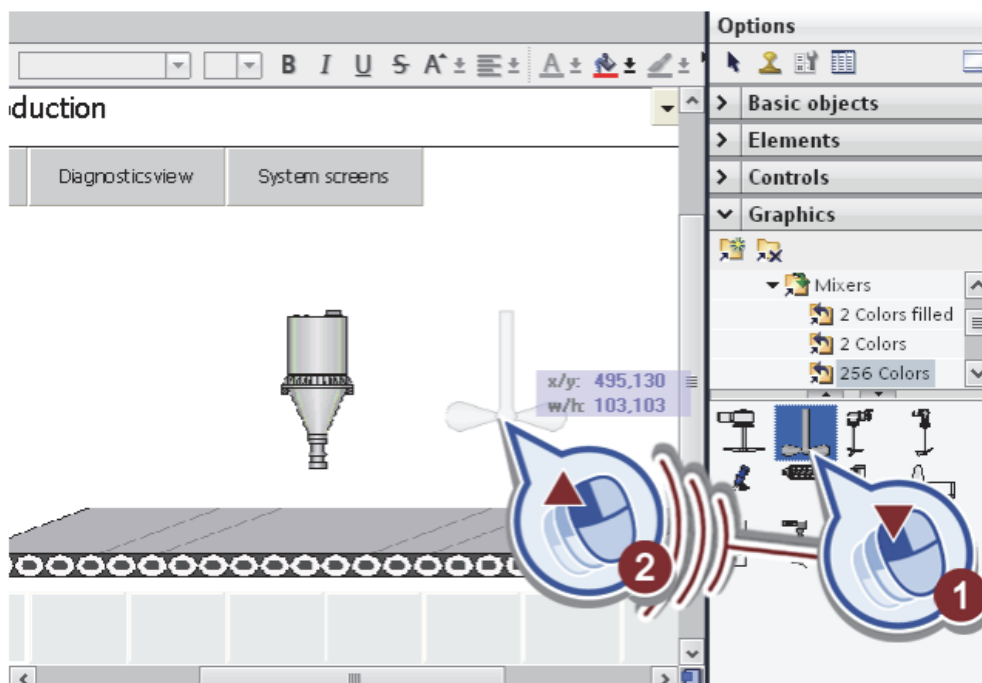 Options
B I U S A
oduction
Basic objects
Elements
Diagnosticsview
System screens
Controls
Graphics
Mixers
2 Colors filled
2 Colors
256 Colors
x/y: 495,130
w/h: 103,103
2
1